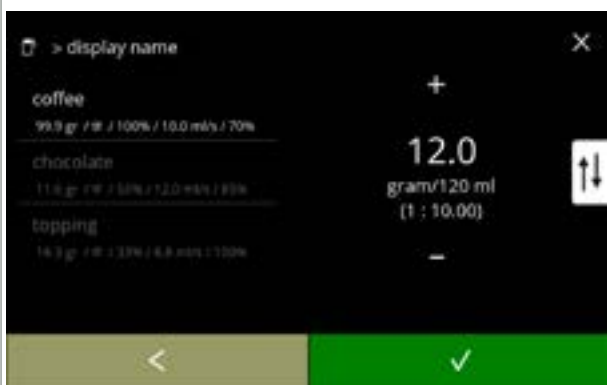 > display name
coffee
99.9 gr / # / 100% / 10.0 ml/s / 70%
chocolate
topping
+
12.0
gram/120 ml
(1 : 10.00)
−
<